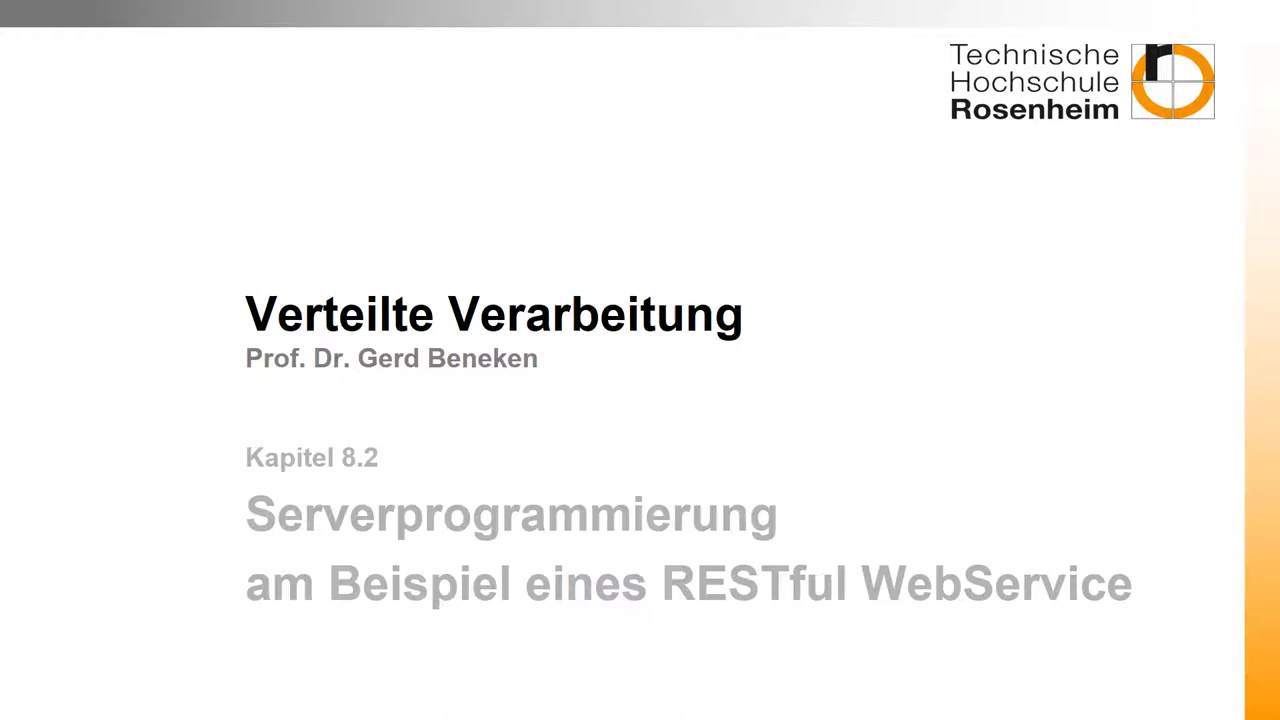 Technische
Hochschule
Rosenheim
Verteilte Verarbeitung
Prof. Dr. Gerd Beneken
Kapitel 8.2
Serverprogrammierung
am Beispiel eines RESTful WebService